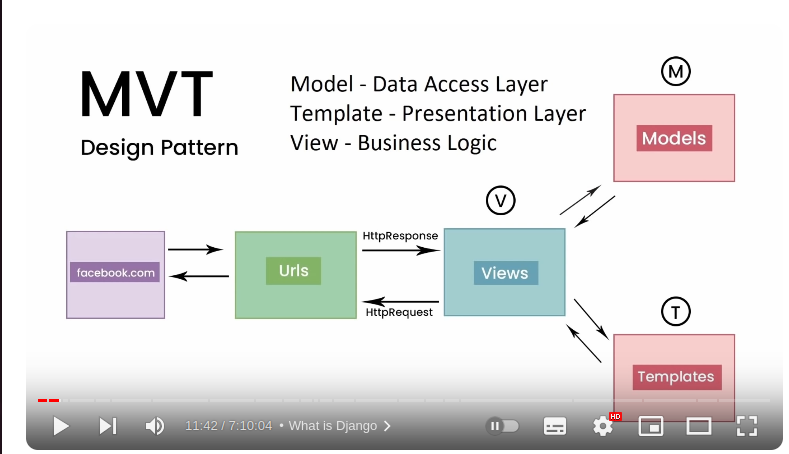 MVT
Design Pattern
Model - Data Access Layer
Template - Presentation Layer
View - Business Logic
M
Models
V
HttpResponse
facebook.com
Urls
Views
HttpRequest
T
Templates
11:42 / 7:10:04 • What is Django
HD